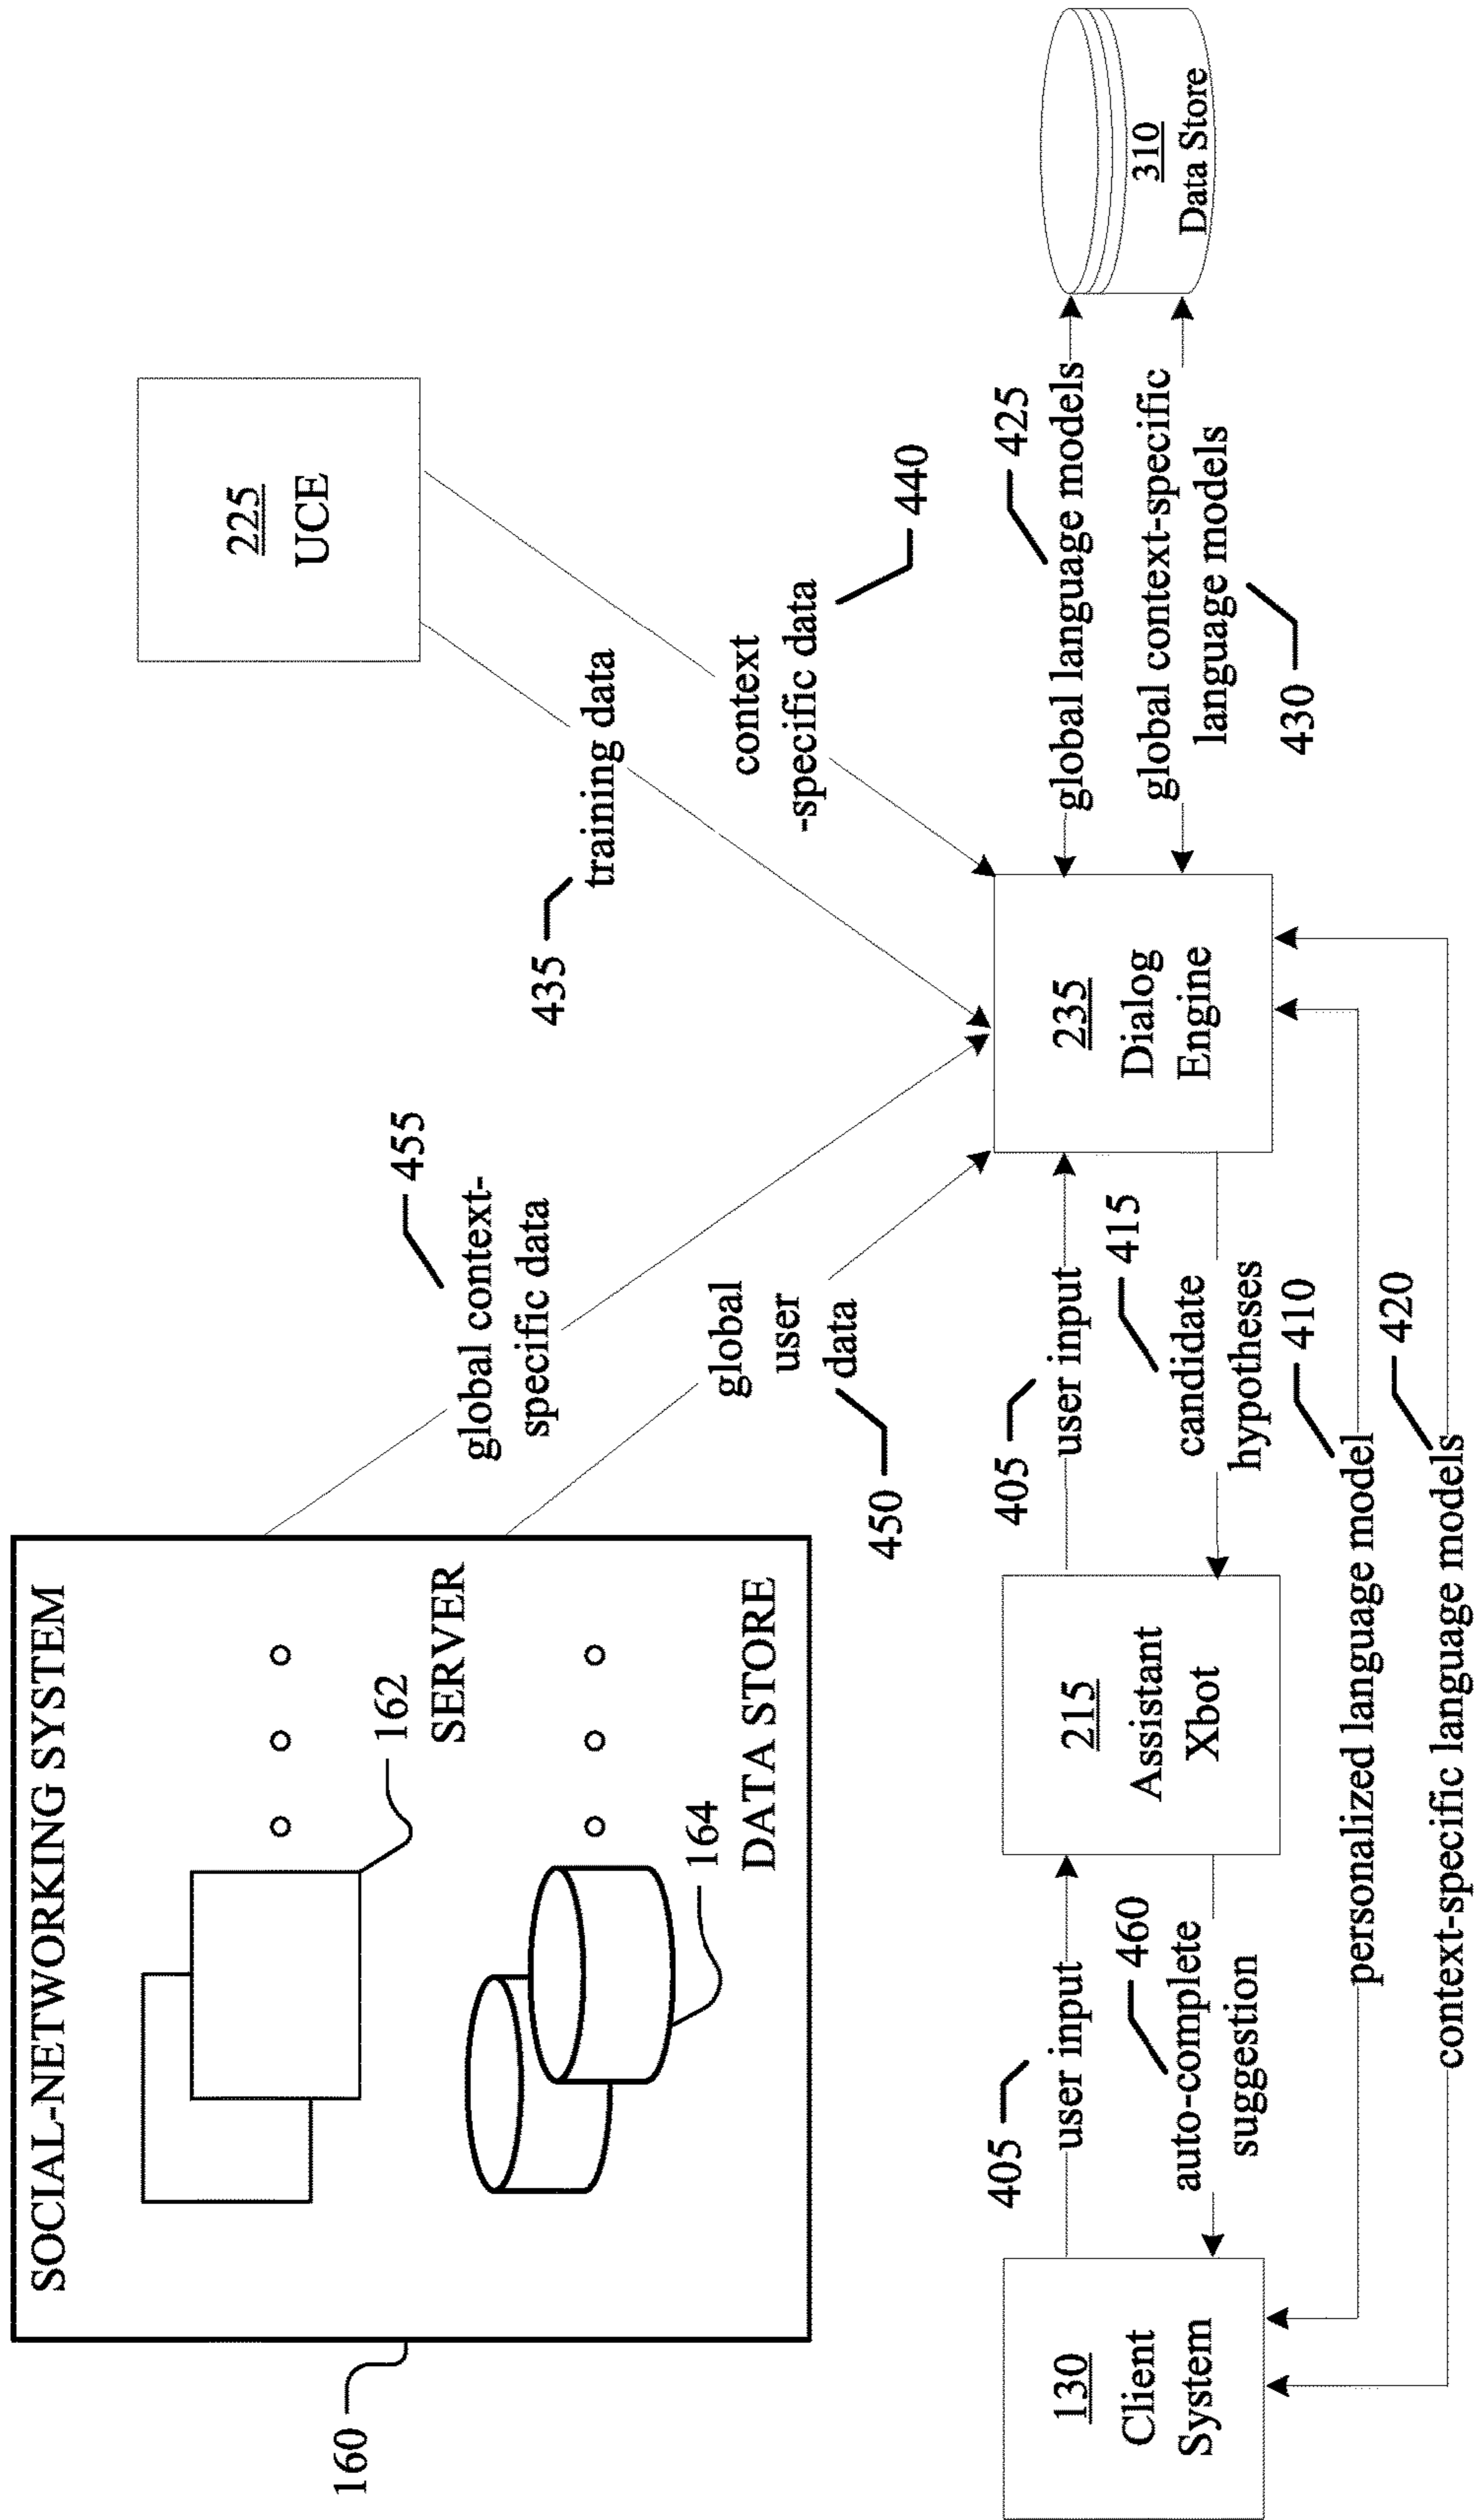 SOCIAL-NETWORKING SYSTEM
162
SERVER
164
DATA STORE
160
225
UCE
455
global context-
specific data
435
training data
global
user
data
450
context
-specific data
440
130
Client
System
405
user input
460
auto-complete
suggestion
215
Assistant
Xbot
405
user input
415
candidate
hypotheses
235
Dialog
Engine
425
global language models
global context-specific
language models
430
310
Data Store
410
personalized language model
420
context-specific language models